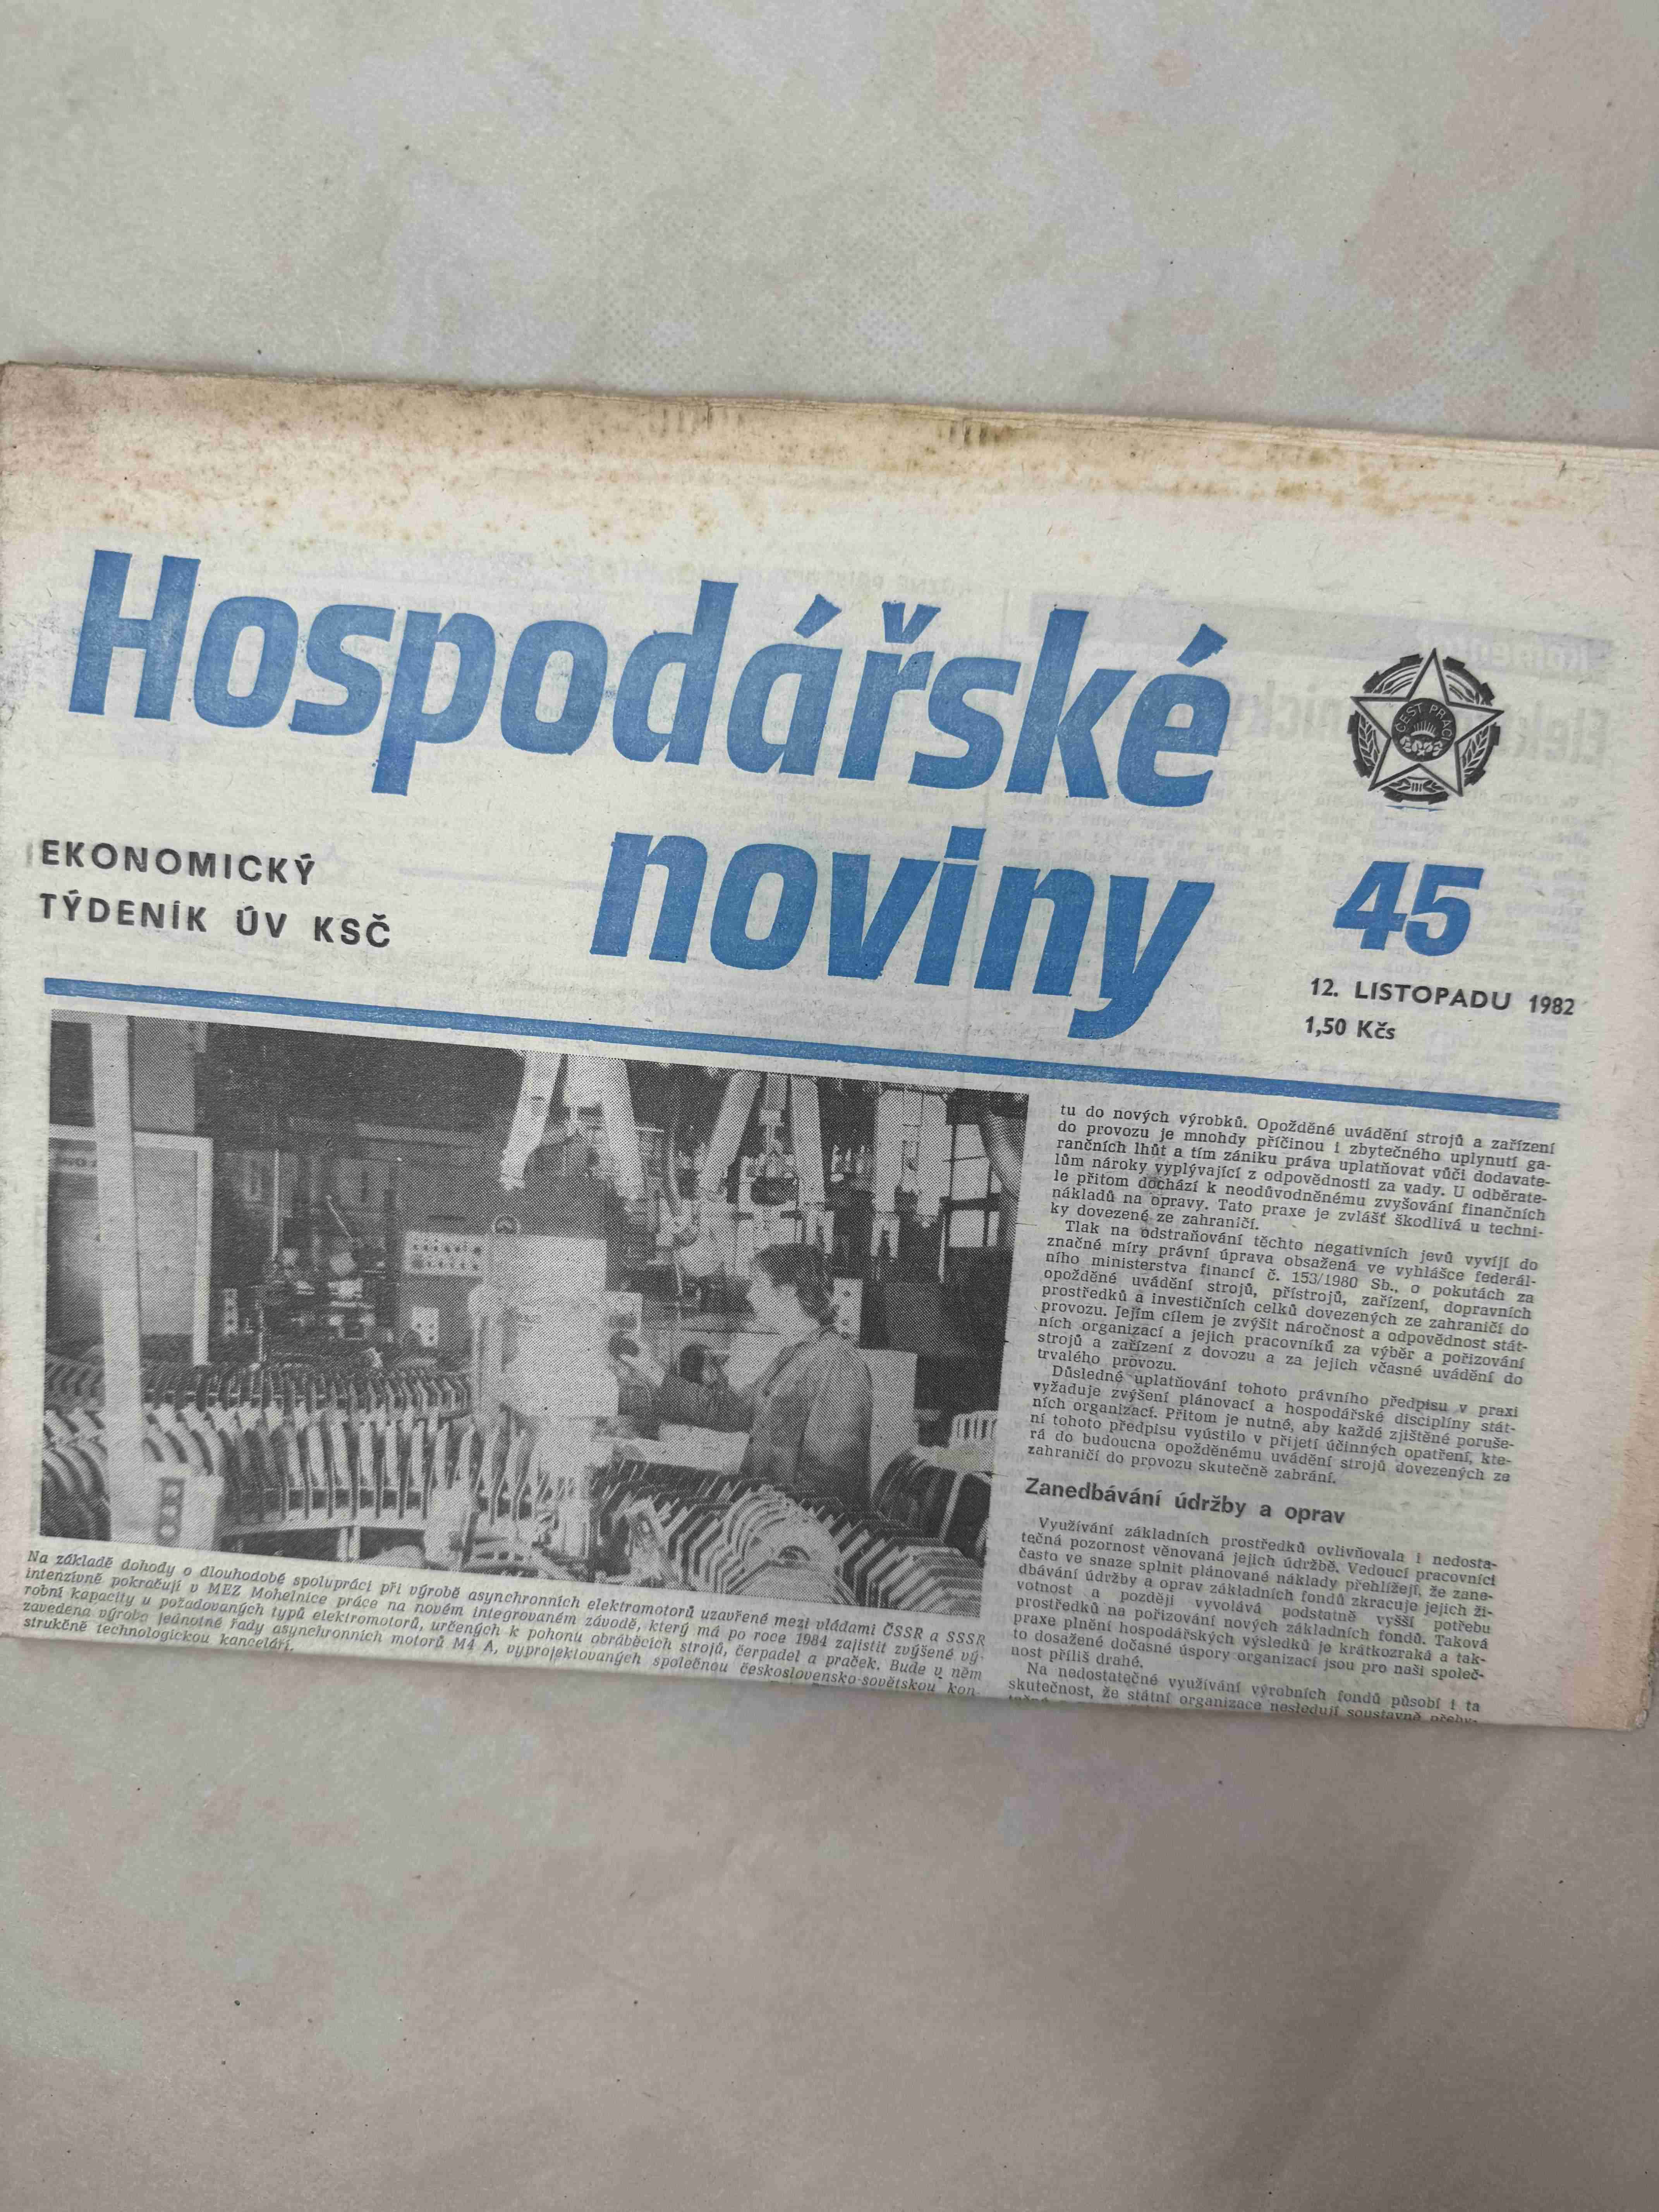 Hospodářské
noviny
EKONOMICKÝ
TÝDENÍK ÚV KSČ
ČEST PRÁCI
45
12. LISTOPADU 1982
1,50 Kčs
Na základě dohody o dlouhodobé spolupráci při výrobě asynchronních elektromotorů uzavřené mezi vládami ČSSR a SSSR
intenzívně pokračují v MEZ Mohelnice práce na novém integrovaném závodě, který má po roce 1984 zajistit zvýšené vý-
robní kapacity u požadovaných typů elektromotorů, určených k pohonu obráběcích strojů, čerpadel a praček. Bude v něm
zavedena výroba jednotné řady asynchronních motorů M4 A, vyprojektovaných společnou československo-sovětskou kon-
strukčně technologickou kanceláří.
tu do nových výrobků. Opožděné uvádění strojů a zařízení
do provozu je mnohdy příčinou i zbytečného uplynutí ga-
rančních lhůt a tím zániku práva uplatňovat vůči dodavate-
lům nároky vyplývající z odpovědnosti za vady. U odběrate-
le přitom dochází k neodůvodněnému zvyšování finančních
nákladů na opravy. Tato praxe je zvlášť škodlivá u techni-
ky dovezené ze zahraničí.
Tlak na odstraňování těchto negativních jevů vyvíjí do
značné míry právní úprava obsažená ve vyhlášce federál-
ního ministerstva financí č. 153/1980 Sb., o pokutách za
opožděné uvádění strojů, přístrojů, zařízení, dopravních
prostředků a investičních celků dovezených ze zahraničí do
provozu. Jejím cílem je zvýšit náročnost a odpovědnost stát-
ních organizací a jejich pracovníků za výběr a pořizování
strojů a zařízení z dovozu a za jejich včasné uvádění do
trvalého provozu.
Důsledné uplatňování tohoto právního předpisu v praxi
vyžaduje zvýšení plánovací a hospodářské disciplíny stát-
ních organizací. Přitom je nutné, aby každé zjištěné poruše-
ní tohoto předpisu vyústilo v přijetí účinných opatření, kte-
rá do budoucna opožděnému uvádění strojů dovezených ze
zahraničí do provozu skutečně zabrání.
Zanedbávání údržby a oprav
Využívání základních prostředků ovlivňovala i nedosta-
tečná pozornost věnovaná jejich údržbě. Vedoucí pracovníci
často ve snaze splnit plánované náklady přehlížejí, že zane-
dbávání údržby a oprav základních fondů zkracuje jejich ži-
votnost a později vyvolává podstatně vyšší potřebu
prostředků na pořizování nových základních fondů. Taková
praxe plnění hospodářských výsledků je krátkozraká a tak-
to dosažené dočasné úspory organizací jsou pro naši společ-
nost příliš drahé.
Na nedostatečné využívání výrobních fondů působí i ta
skutečnost, že státní organizace nesledují soustavně přeby-